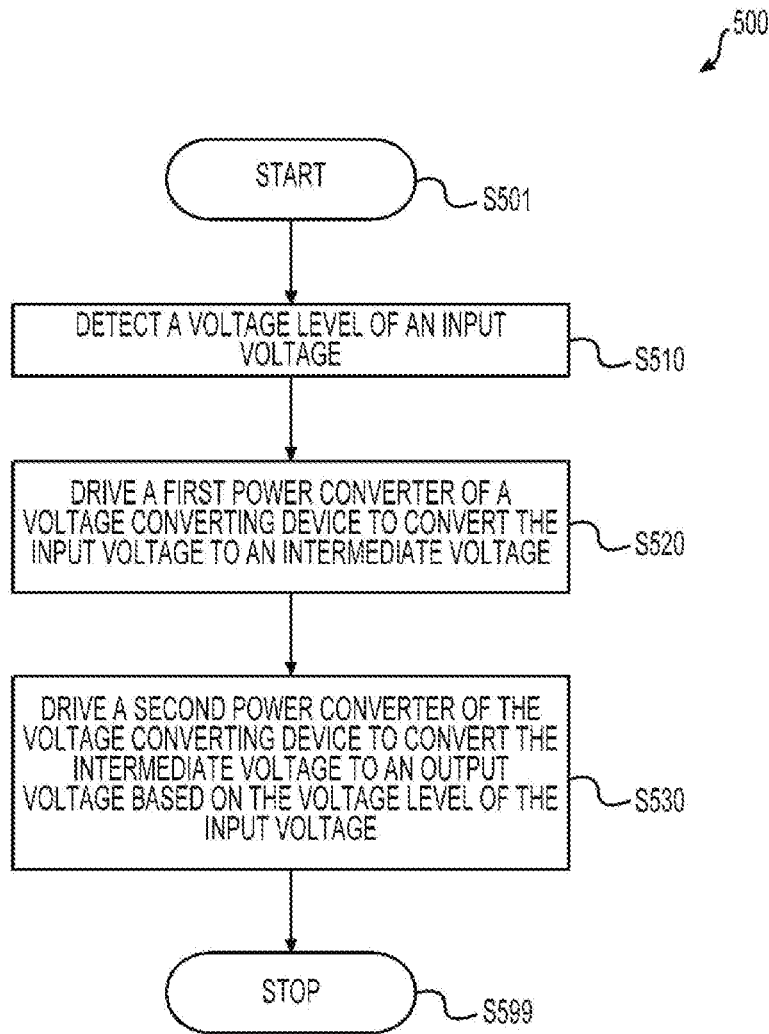 500
START
S501
DETECT A VOLTAGE LEVEL OF AN INPUT
VOLTAGE
S510
DRIVE A FIRST POWER CONVERTER OF A
VOLTAGE CONVERTING DEVICE TO CONVERT THE
INPUT VOLTAGE TO AN INTERMEDIATE VOLTAGE
S520
DRIVE A SECOND POWER CONVERTER OF THE
VOLTAGE CONVERTING DEVICE TO CONVERT THE
INTERMEDIATE VOLTAGE TO AN OUTPUT
VOLTAGE BASED ON THE VOLTAGE LEVEL OF THE
INPUT VOLTAGE
S530
STOP
S599